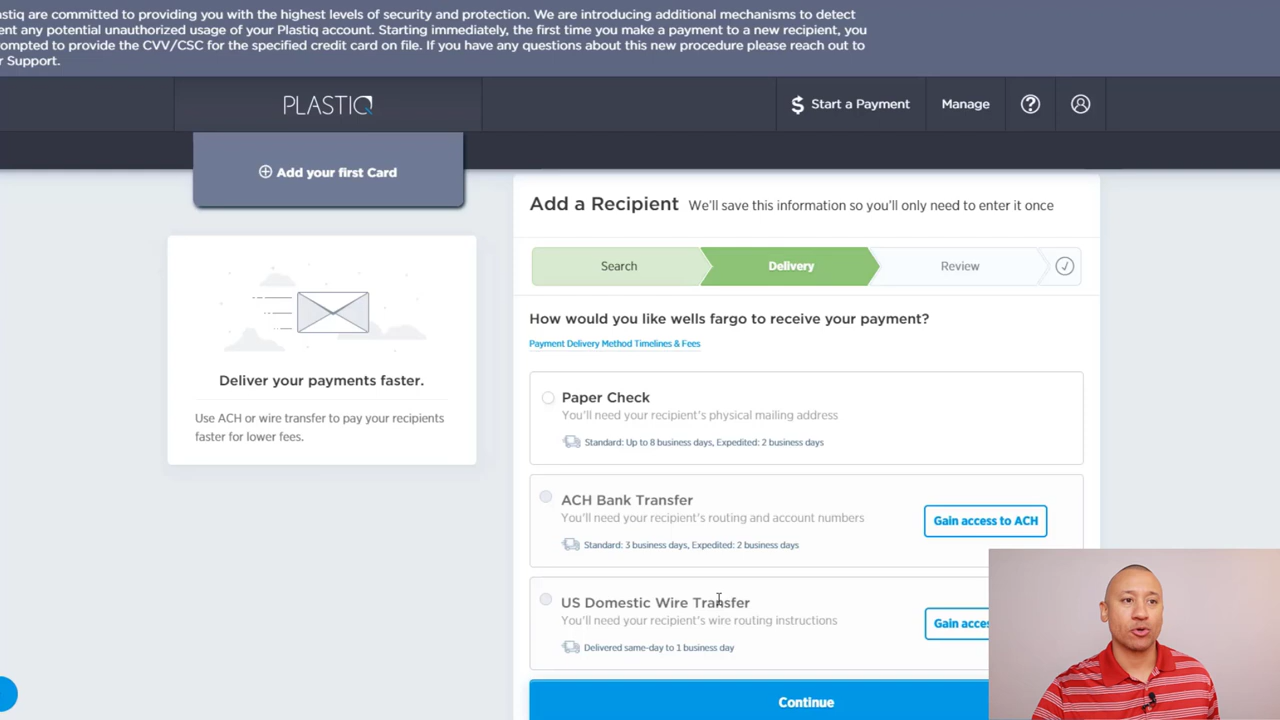 astiq are committed to providing you with the highest levels of security and protection. We are introducing additional mechanisms to detect
ent any potential unauthorized usage of your Plastiq account. Starting immediately, the first time you make a payment to a new recipient, you
ompted to provide the CVV/CSC for the specified credit card on file. If you have any questions about this new procedure please reach out to
r Support.
PLASTIQ
Start a Payment
Manage
Add your first Card
Add a Recipient We'll save this information so you'll only need to enter it once
Search
Delivery
Review
Deliver your payments faster.
Use ACH or wire transfer to pay your recipients
faster for lower fees.
How would you like wells fargo to receive your payment?
Payment Delivery Method Timelines & Fees
Paper Check
You'll need your recipient's physical mailing address
Standard: Up to 8 business days, Expedited: 2 business days
ACH Bank Transfer
You'll need your recipient's routing and account numbers
Standard: 3 business days, Expedited: 2 business days
Gain access to ACH
US Domestic Wire Transfer
You'll need your recipient's wire routing instructions
Delivered same-day to 1 business day
Gain acces
Continue